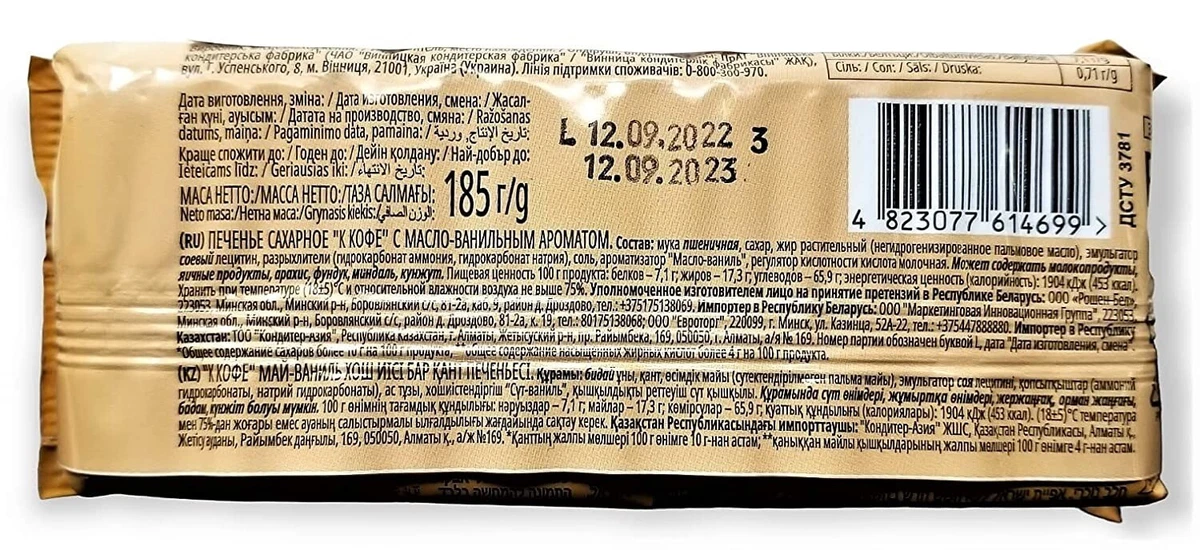 кондитерська фабрика" (ЧАО "Винницкая кондитерская фабрика" / "Винница кондитерлік фабрикасы" ЖАҚ),
вул. Г. Успенського, 8, м. Вінниця, 21001, Україна (Украина). Лінія підтримки споживачів: 0-800-300-970.
Сіль: / Соль: / Sāls: / Druska:
0,71 г/g
Дата виготовлення, зміна: / Дата изготовления, смена: / Жасал-
ған күні, ауысым: / Датата на производство, смяна: / Ražošanas
datums, maiņa: / Pagaminimo data, pamaina: / تاريخ الإنتاج, وردية:
Краще спожити до: / Годен до: / Дейін қолдану: / Най-добър до:
Ieteicams līdz: / Geriausias iki: / تاريخ الانتهاء:
L 12.09.2022 3
12.09.2023
МАСА НЕТТО:/МАССА НЕТТО:/ТАЗА САЛМАҒЫ:
Neto masa:/Нетна маса:/Grynasis kiekis:/الوزن الصافي:
185 г/g
4 823077 614699 >
ДСТУ 3781
(RU) ПЕЧЕНЬЕ САХАРНОЕ "К КОФЕ" С МАСЛО-ВАНИЛЬНЫМ АРОМАТОМ. Состав: мука пшеничная, сахар, жир растительный (негидрогенизированное пальмовое масло), эмульгатор
соевый лецитин, разрыхлители (гидрокарбонат аммония, гидрокарбонат натрия), соль, ароматизатор "Масло-ваниль", регулятор кислотности кислота молочная. Может содержать молокопродукты,
яичные продукты, арахис, фундук, миндаль, кунжут. Пищевая ценность 100 г продукта: белков – 7,1 г; жиров – 17,3 г; углеводов – 65,9 г; энергетическая ценность (калорийность): 1904 кДж (453 ккал).
Хранить при температуре (18±5)°С и относительной влажности воздуха не выше 75%. Уполномоченное изготовителем лицо на принятие претензий в Республике Беларусь: ООО «Рошен-Бел»,
223053, Минская обл., Минский р-н, Боровлянский с/с, 81-2а, каб. 9, район д. Дроздово, тел.: +375175138069. Импортер в Республику Беларусь: ООО "Маркетинговая Инновационная Группа", 223053,
Минская обл., Минский р-н, Боровлянский с/с, район д. Дроздово, 81-2а, к. 19, тел.: 80175138068; ООО "Евроторг", 220099, г. Минск, ул. Казинца, 52А-22, тел.: +375447888880. Импортер в Республику
Казахстан: ТОО "Кондитер-Азия", Республика Казахстан, г. Алматы, Жетысуский р-н, пр. Райымбека, 169, 050050, г. Алматы, а/я № 169. Номер партии обозначен буквой L, дата "Дата изготовления, смена".
*Общее содержание сахаров более 10 г на 100 г продукта, **общее содержание насыщенных жирных кислот более 4 г на 100 г продукта.
(KZ) "К КОФЕ" МАЙ-ВАНИЛЬ ХОШ ИІСІ БАР ҚАНТ ПЕЧЕНЬЕСІ. Құрамы: бидай ұны, қант, өсімдік майы (сутектендірілмеген пальма майы), эмульгатор соя лецитіні, қопсытқыштар (аммоний
гидрокарбонаты, натрий гидрокарбонаты), ас тұзы, хошиістендіргіш "Сүт-ваниль", қышқылдықты реттеуіш сүт қышқылы. Құрамында сүт өнімдері, жұмыртқа өнімдері, жержаңғақ, орман жаңғағы,
бадам, күнжіт болуы мүмкін. 100 г өнімнің тағамдық құндылығы: нәруыздар – 7,1 г; майлар – 17,3 г; көмірсулар – 65,9 г; қуаттық құндылығы (калориялары): 1904 кДж (453 ккал). (18±5)°С температура
мен 75%-дан жоғары емес ауаның салыстырмалы ылғалдылығы жағдайында сақтау керек. Қазақстан Республикасындағы импорттаушы: "Кондитер-Азия" ЖШС, Қазақстан Республикасы, Алматы қ.,
Жетісу ауданы, Райымбек даңғылы, 169, 050050, Алматы қ., а/ж №169. *Қанттың жалпы мөлшері 100 г өнімге 10 г-нан астам; **қаныққан майлы қышқылдарының жалпы мөлшері 100 г өнімге 4 г-нан астам.